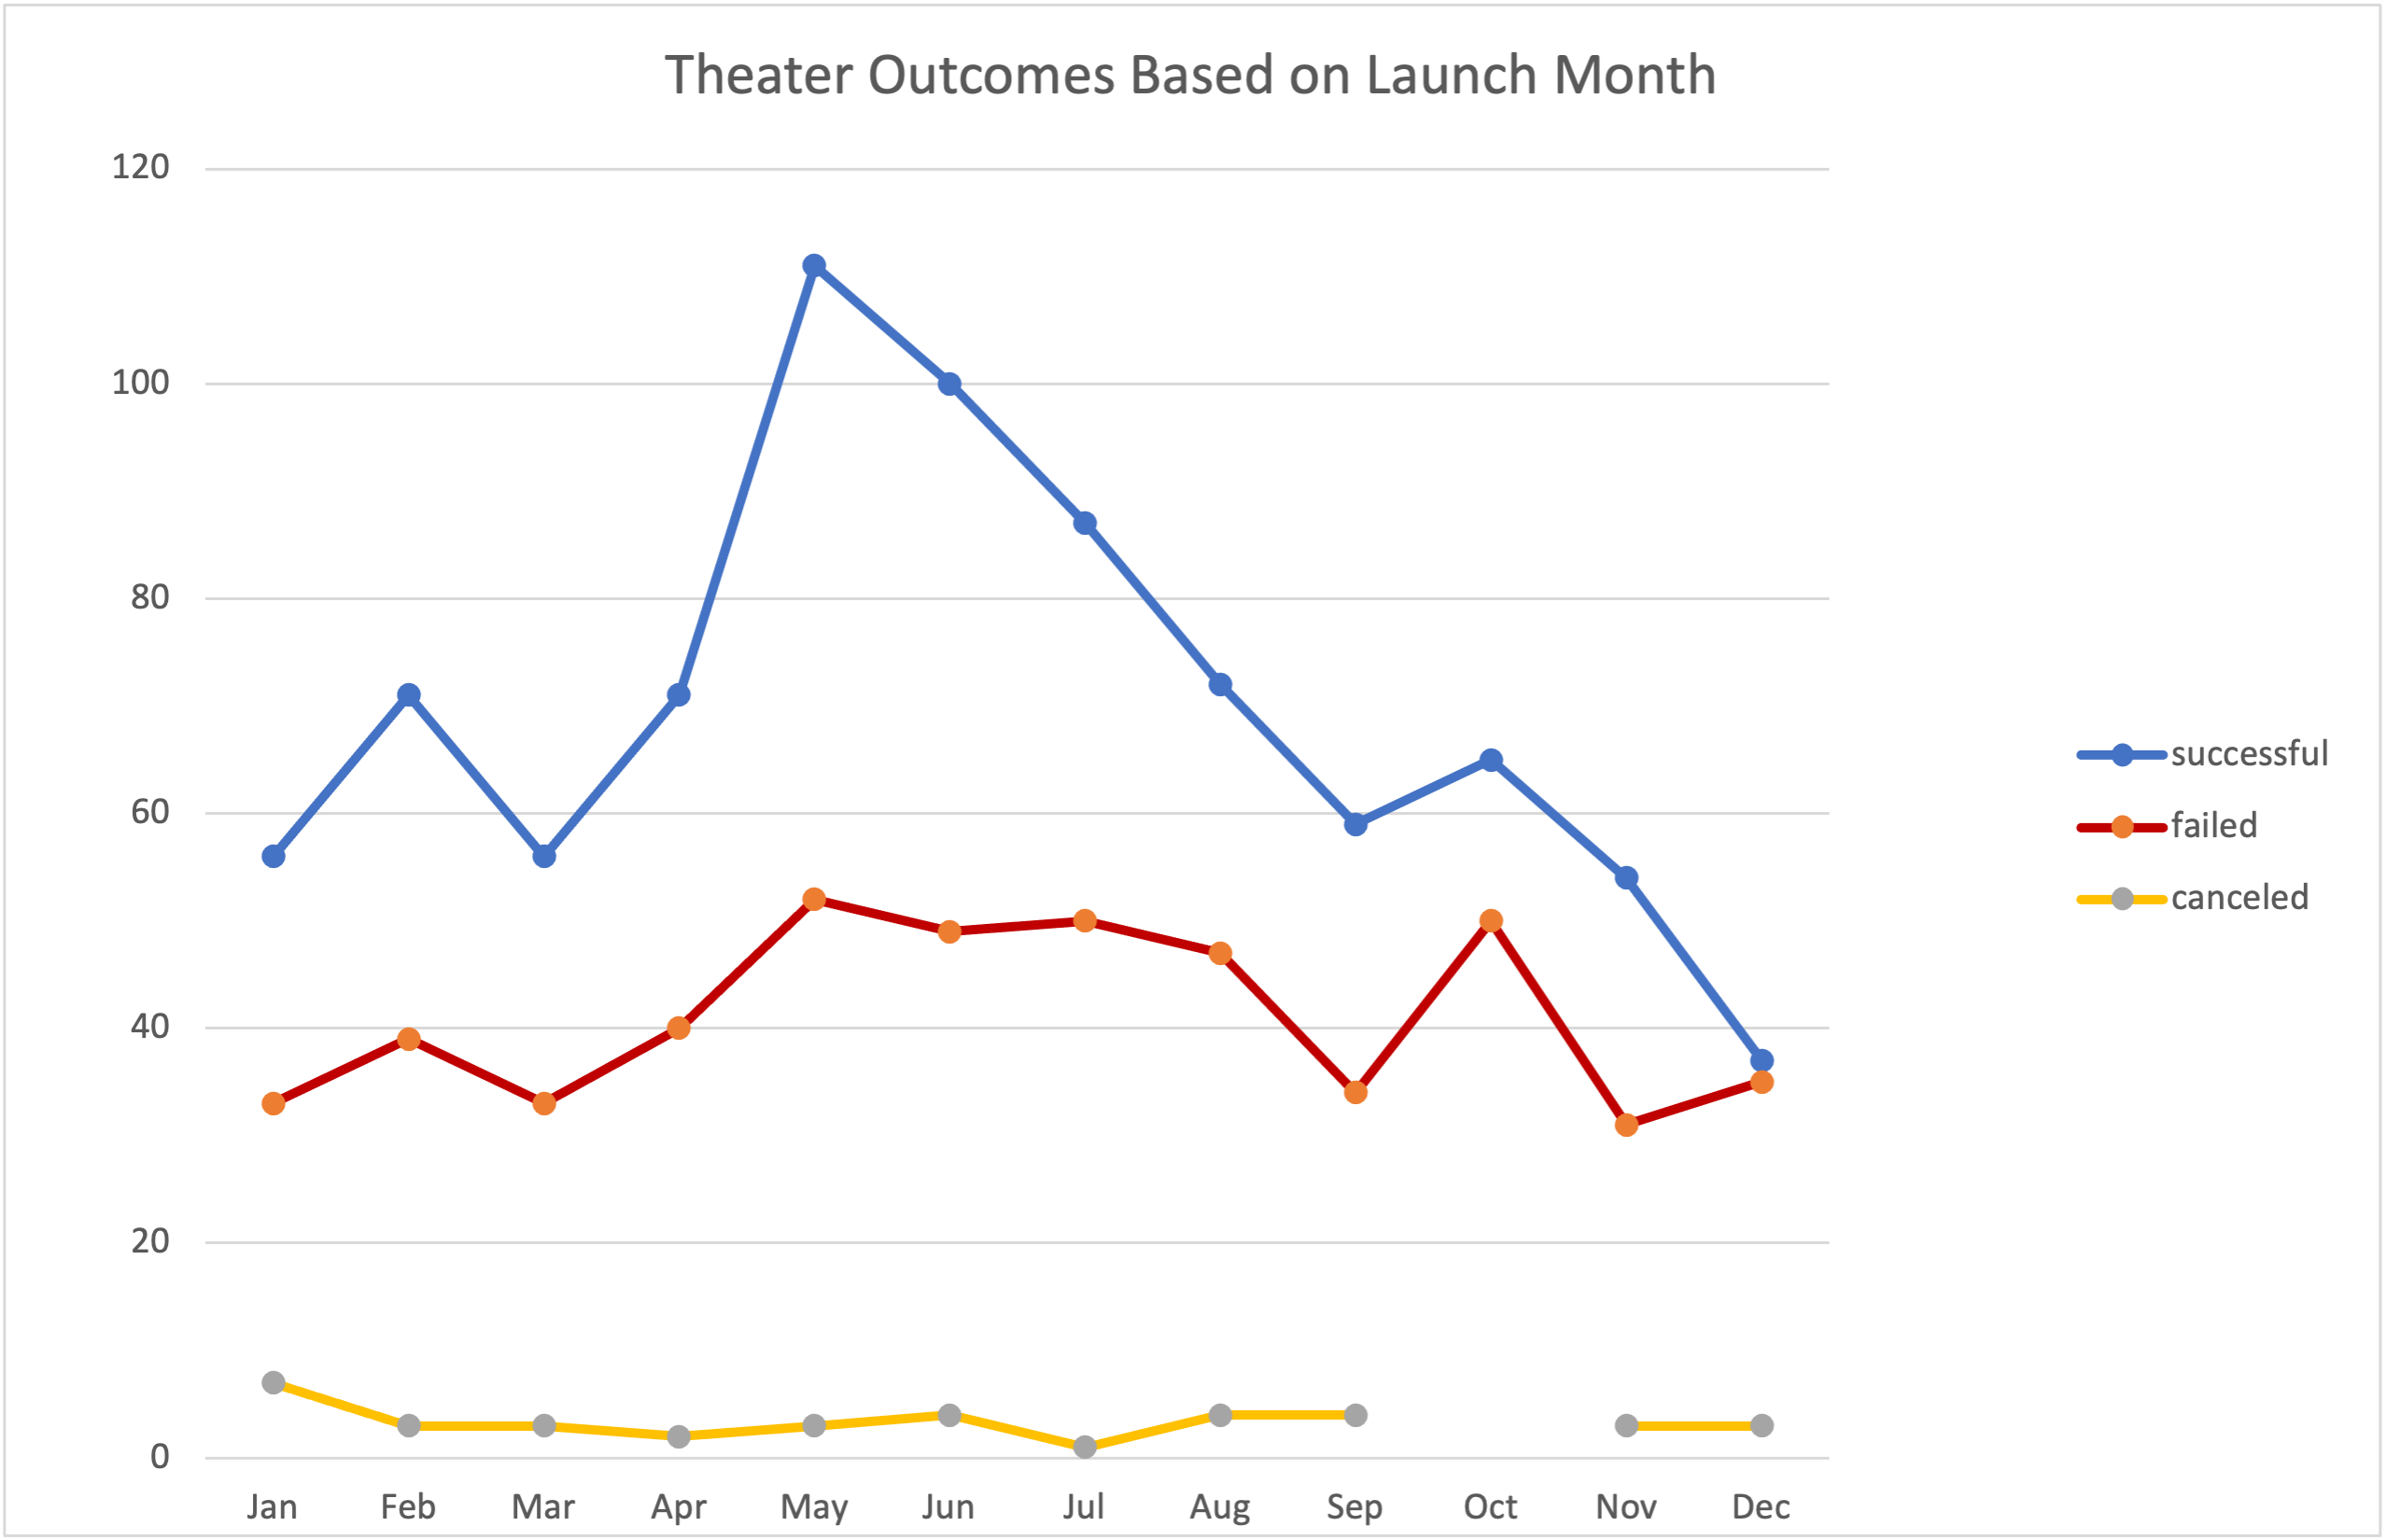 Theater Outcomes Based on Launch Month
120
100
80
60
40
20
0
Jan Feb Mar Apr May Jun Jul Aug Sep Oct Nov Dec
successful
failed
canceled